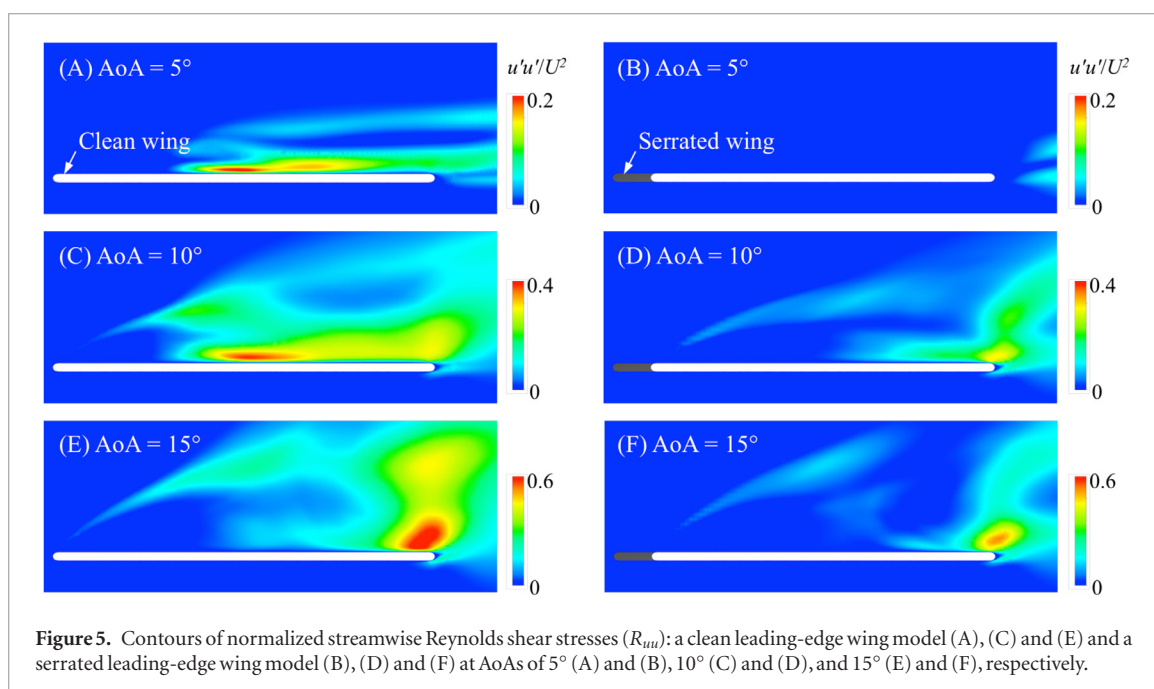 (A) AoA = 5°
u'u'/U²
0.2
Clean wing
0
(B) AoA = 5°
u'u'/U²
0.2
Serrated wing
0
(C) AoA = 10°
0.4
0
(D) AoA = 10°
0.4
0
(E) AoA = 15°
0.6
0
(F) AoA = 15°
0.6
0
Figure 5. Contours of normalized streamwise Reynolds shear stresses (Ruu): a clean leading-edge wing model (A), (C) and (E) and a
serrated leading-edge wing model (B), (D) and (F) at AoAs of 5° (A) and (B), 10° (C) and (D), and 15° (E) and (F), respectively.